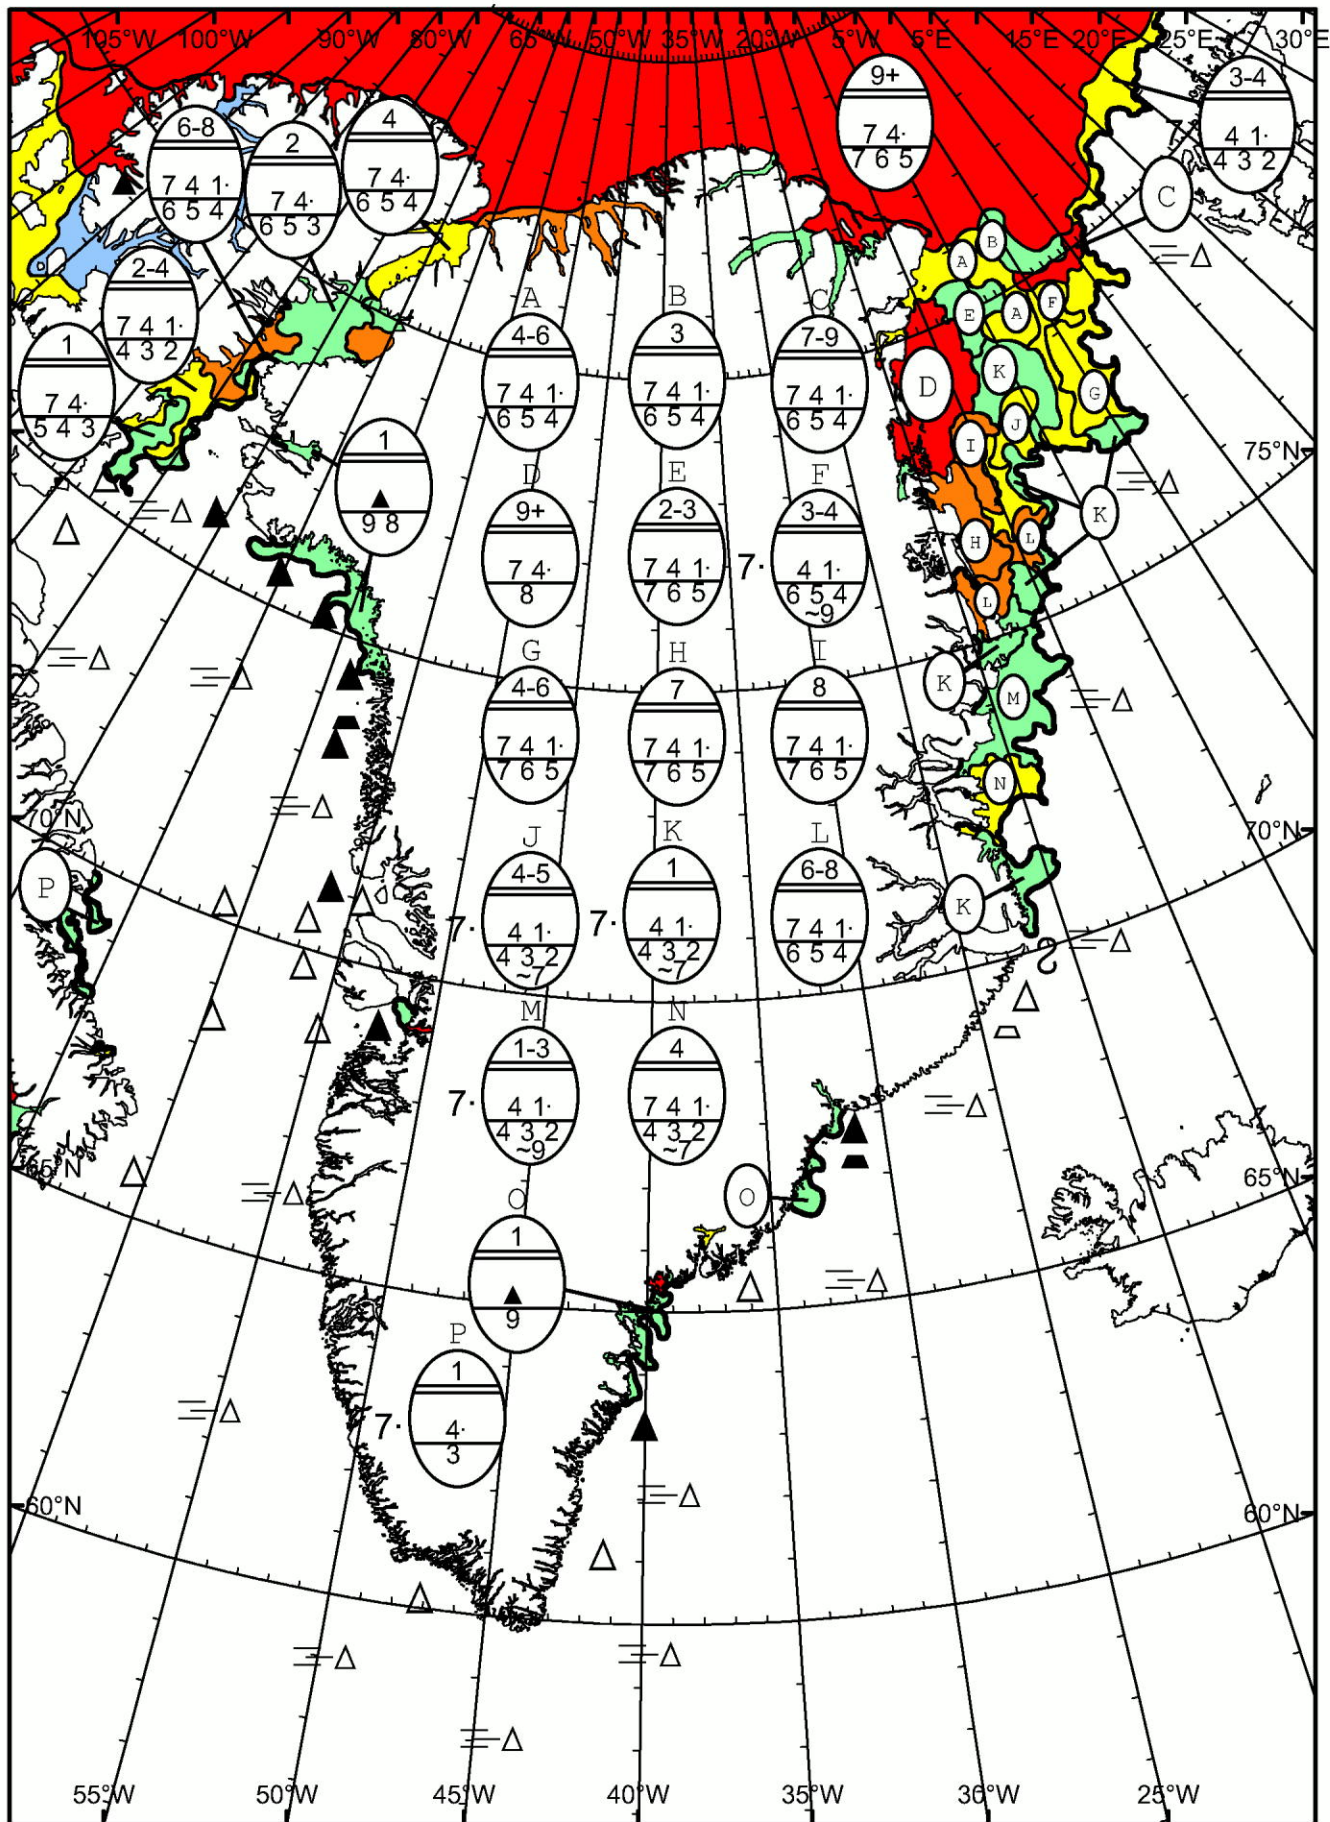 105°W 100°W 90°W 80°W 65°W 50°W 35°W 20°W 5°W 5°E 15°E 20°E 25°E 30°E
6-8
7 4 1·
6 5 4
2
7 4·
6 5 3
4
7 4·
6 5 4
9+
7 4·
7 6 5
3-4
7·
4 1·
4 3 2
C
2-4
7 4 1·
4 3 2
1
7 4·
5 4 3
1
9 8
A
4-6
7 4 1·
6 5 4
B
3
7 4 1·
6 5 4
C
7-9
7 4 1·
6 5 4
D
9+
7 4·
8
E
2-3
7 4 1·
7 6 5
F
3-4
7·
4 1·
6 5 4
~9
G
4-6
7 4 1·
7 6 5
H
7
7 4 1·
7 6 5
I
8
7 4 1·
7 6 5
J
4-5
7·
4 1·
4 3 2
~7
K
1
7·
4 1·
4 3 2
~7
L
6-8
7 4 1·
6 5 4
M
1-3
7·
4 1·
4 3 2
~9
N
4
7 4 1·
4 3 2
~7
O
1
9
P
1
7·
4·
3
B
A
E
A
F
D
K
G
J
I
K
H
L
L
K
M
N
K
P
O
75°N
70°N
70°N
65°N
65°N
60°N
60°N
55°W 50°W 45°W 40°W 35°W 30°W 25°W